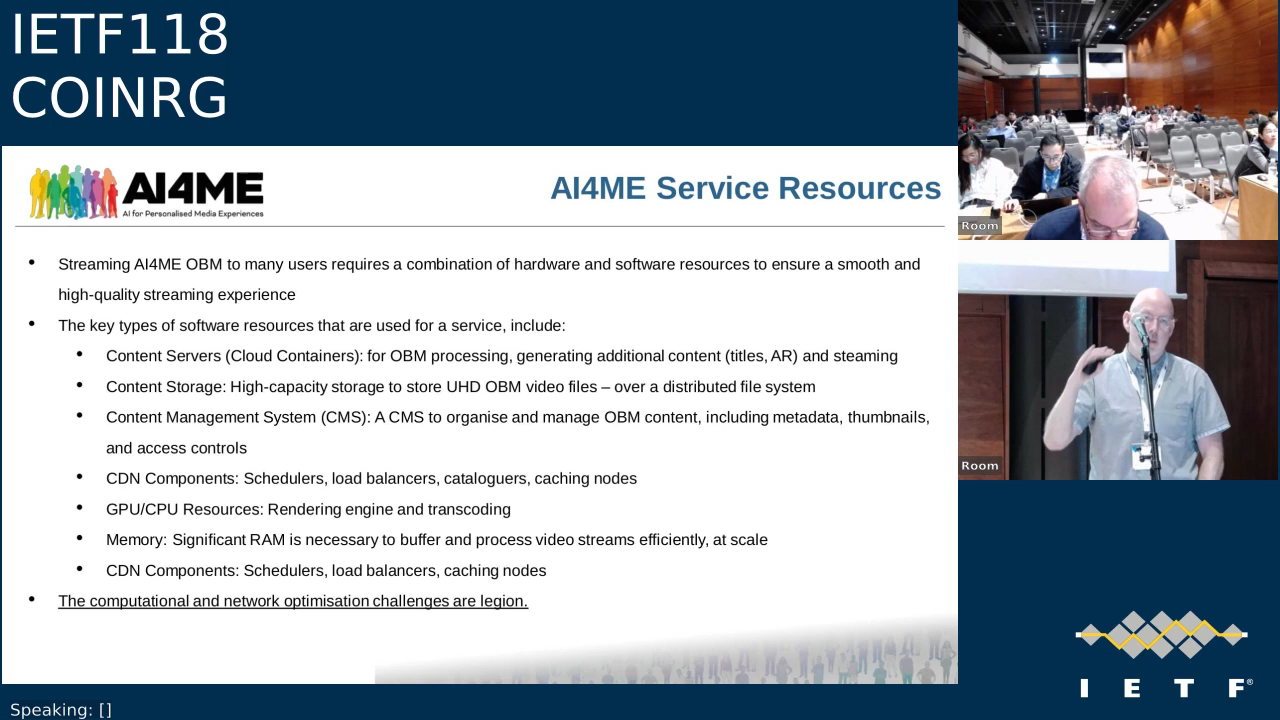 IETF118
COINRG
AI4ME
AI for Personalised Media Experiences
AI4ME Service Resources
• Streaming AI4ME OBM to many users requires a combination of hardware and software resources to ensure a smooth and
high-quality streaming experience
• The key types of software resources that are used for a service, include:
• Content Servers (Cloud Containers): for OBM processing, generating additional content (titles, AR) and steaming
• Content Storage: High-capacity storage to store UHD OBM video files – over a distributed file system
• Content Management System (CMS): A CMS to organise and manage OBM content, including metadata, thumbnails,
and access controls
• CDN Components: Schedulers, load balancers, cataloguers, caching nodes
• GPU/CPU Resources: Rendering engine and transcoding
• Memory: Significant RAM is necessary to buffer and process video streams efficiently, at scale
• CDN Components: Schedulers, load balancers, caching nodes
• The computational and network optimisation challenges are legion.
Room
Room
I E T F®
Speaking: []